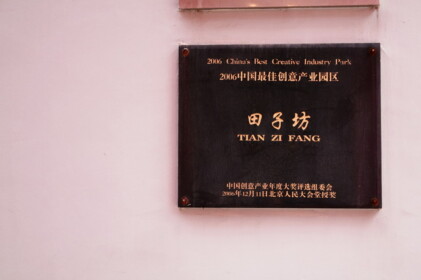 2006 China's Best Creative Industry Park
2006中国最佳创意产业园区
田子坊
TIAN ZI FANG
中国创意产业年度大奖评选组委会
2006年12月11日北京人民大会堂授奖